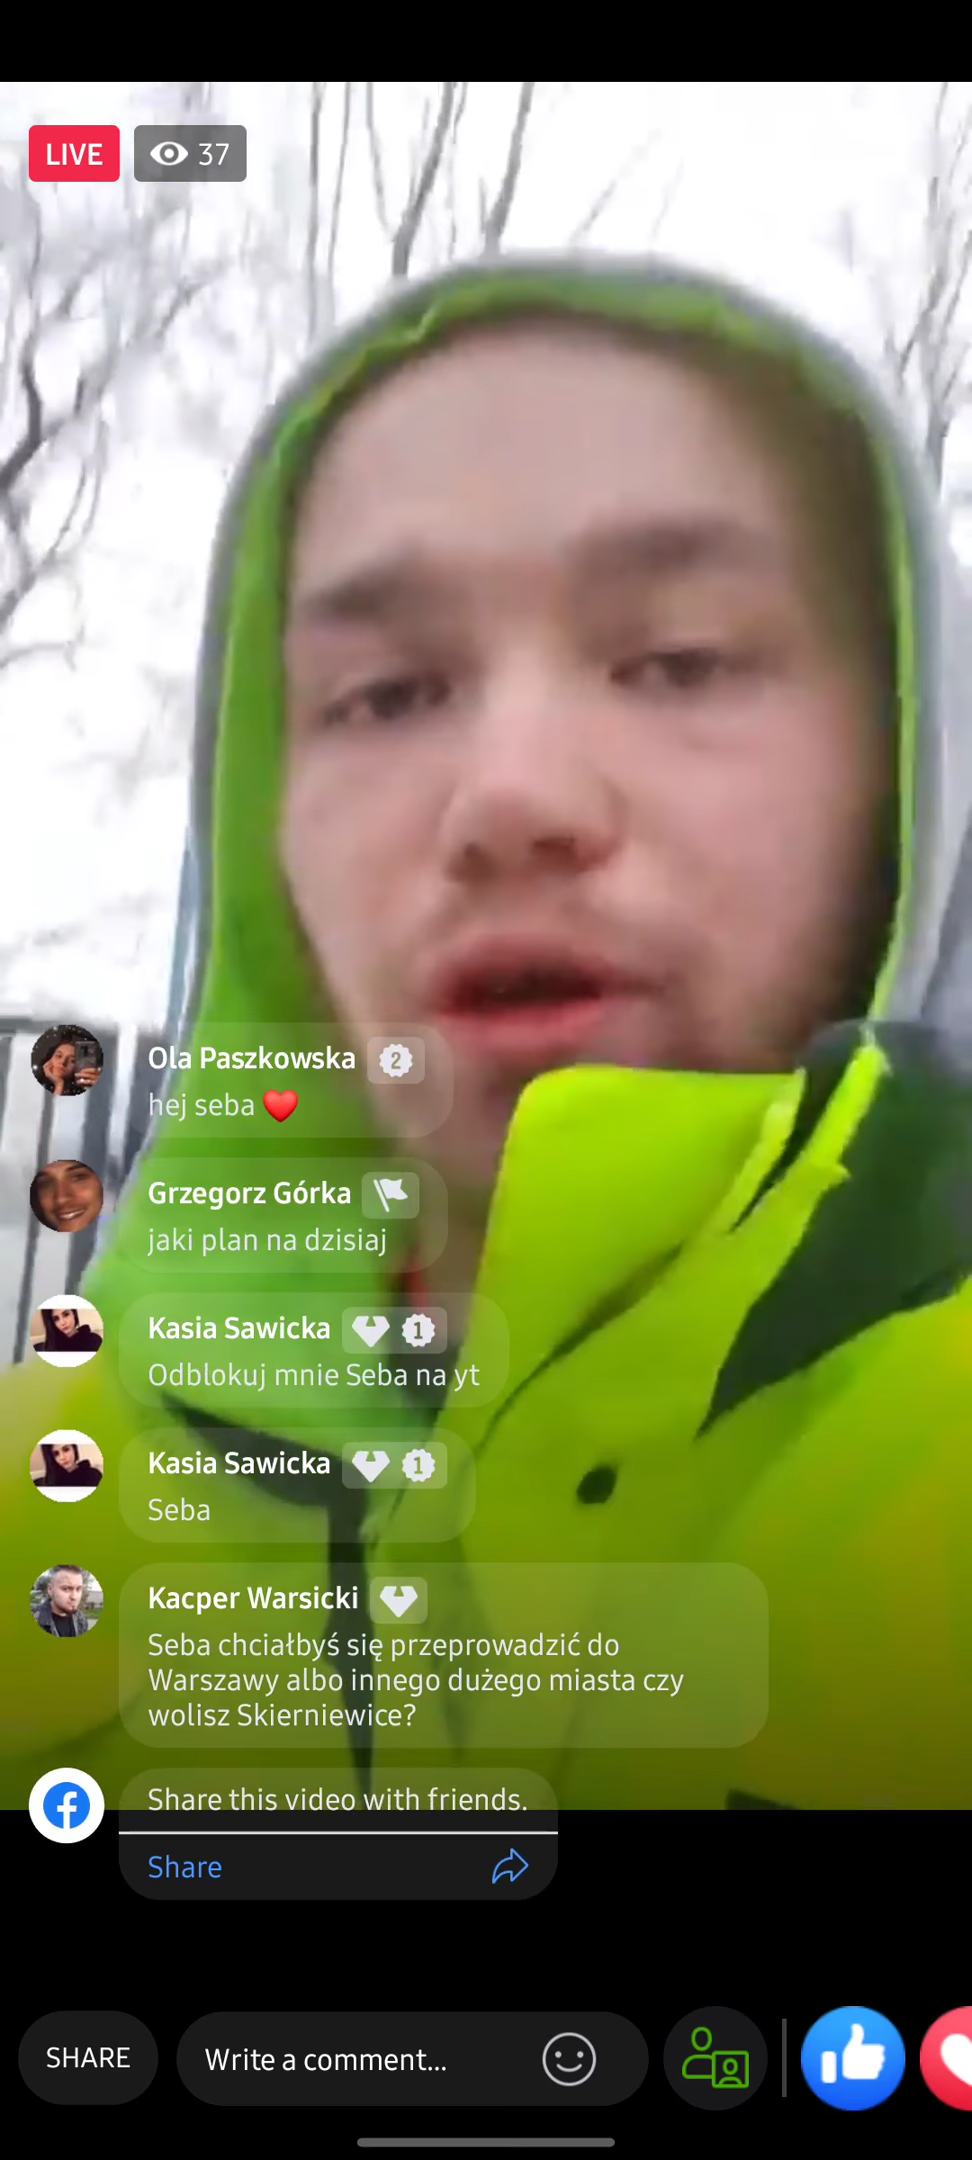 LIVE 37
Ola Paszkowska 2
hej seba ❤️
Grzegorz Górka
jaki plan na dzisiaj
Kasia Sawicka 1
Odblokuj mnie Seba na yt
Kasia Sawicka 1
Seba
Kacper Warsicki
Seba chciałbyś się przeprowadzić do
Warszawy albo innego dużego miasta czy
wolisz Skierniewice?
Share this video with friends.
Share
SHARE Write a comment...